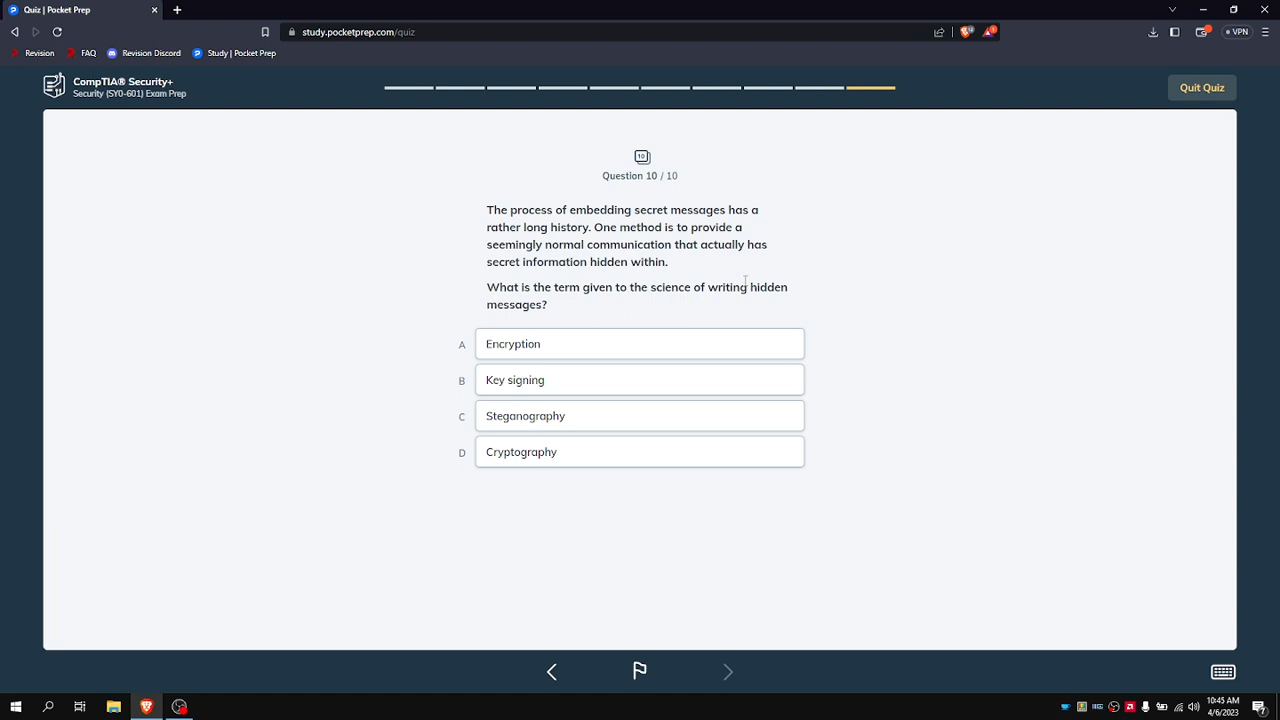 Quiz | Pocket Prep
study.pocketprep.com/quiz
VPN
Revision
FAQ
Revision Discord
Study | Pocket Prep
CompTIA® Security+
Security (SY0-601) Exam Prep
Quit Quiz
10
Question 10 / 10
The process of embedding secret messages has a
rather long history. One method is to provide a
seemingly normal communication that actually has
secret information hidden within.
What is the term given to the science of writing hidden
messages?
A Encryption
B Key signing
C Steganography
D Cryptography
10:45 AM
4/6/2023